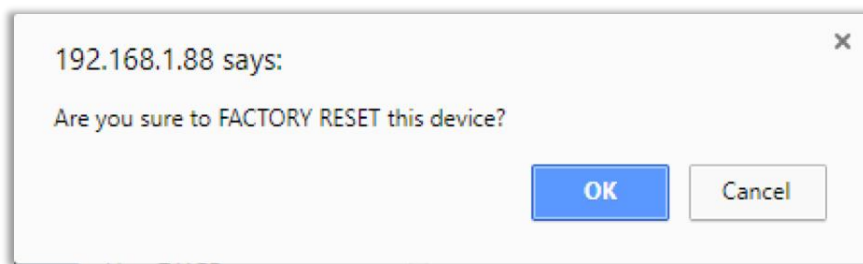 192.168.1.88 says:
Are you sure to FACTORY RESET this device?
OK
Cancel